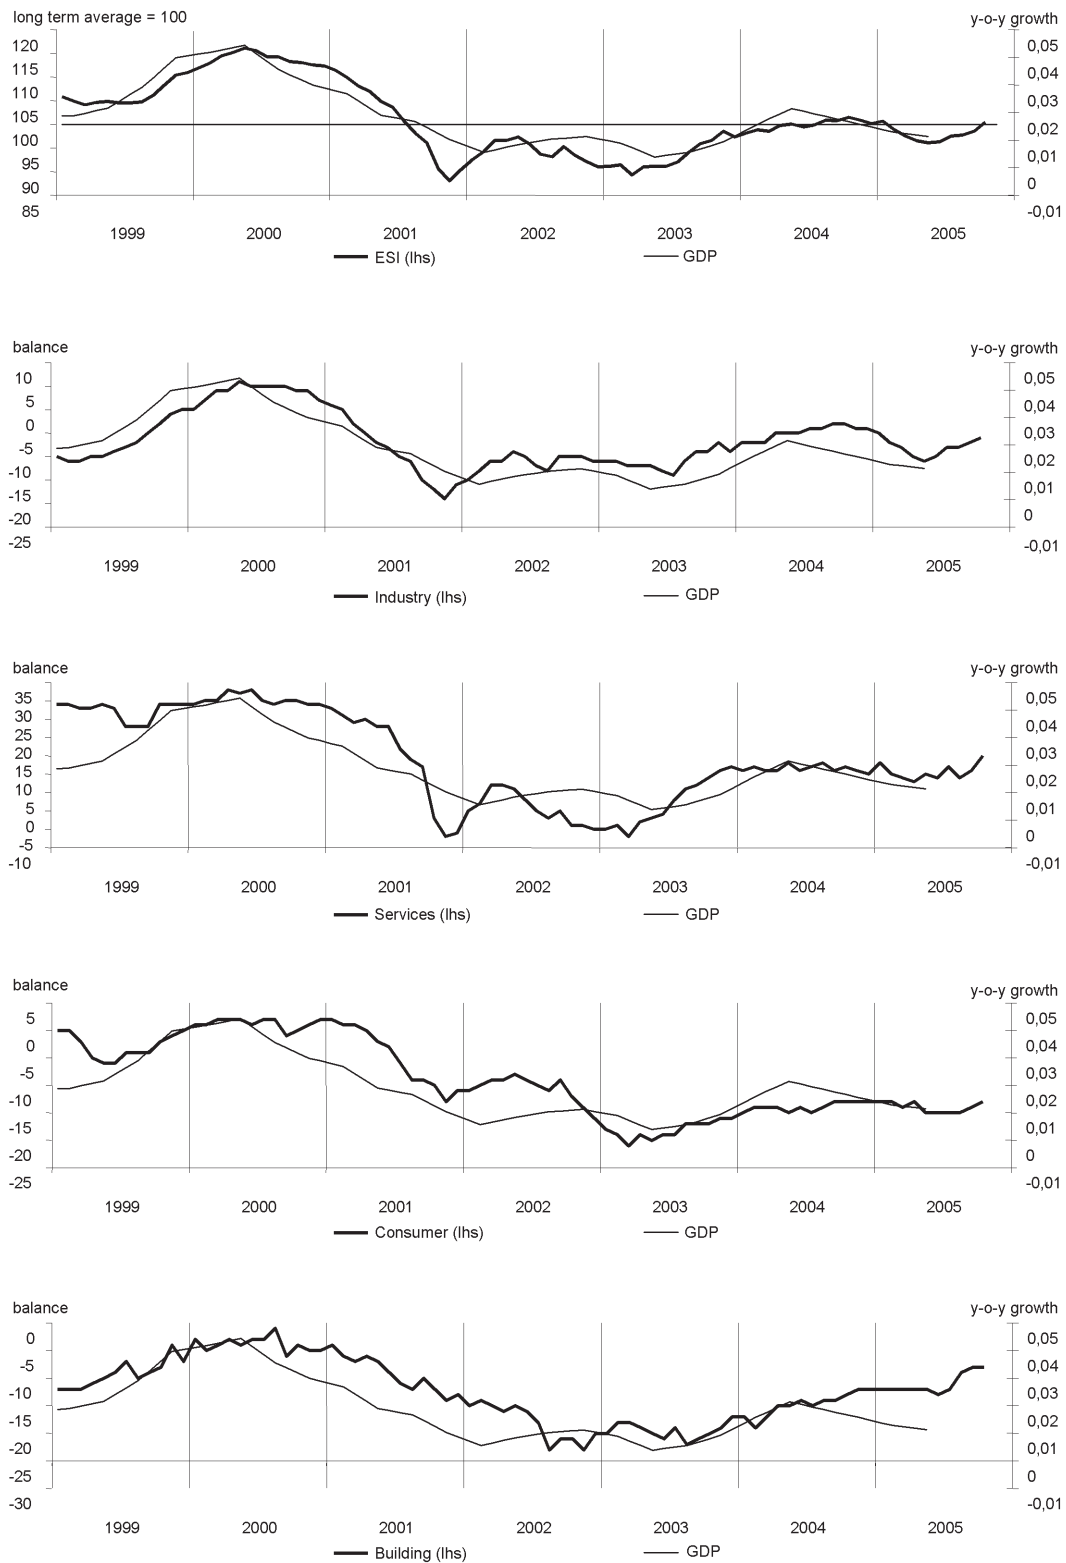 long term average = 100 y-o-y growth
120 0,05
115 0,04
110 0,03
105 0,02
100 0,01
95 0
90 -0,01
85
1999 2000 2001 2002 2003 2004 2005
ESI (lhs) GDP
balance y-o-y growth
10 0,05
5 0,04
0 0,03
-5 0,02
-10 0,01
-15 0
-20 -0,01
-25
1999 2000 2001 2002 2003 2004 2005
Industry (lhs) GDP
balance y-o-y growth
35 0,05
30 0,04
25 0,03
20 0,02
15 0,01
10 0
5 -0,01
0
-5
-10
1999 2000 2001 2002 2003 2004 2005
Services (lhs) GDP
balance y-o-y growth
5 0,05
0 0,04
-5 0,03
-10 0,02
-15 0,01
-20 0
-25 -0,01
1999 2000 2001 2002 2003 2004 2005
Consumer (lhs) GDP
balance y-o-y growth
0 0,05
-5 0,04
-10 0,03
-15 0,02
-20 0,01
-25 0
-30 -0,01
1999 2000 2001 2002 2003 2004 2005
Building (lhs) GDP